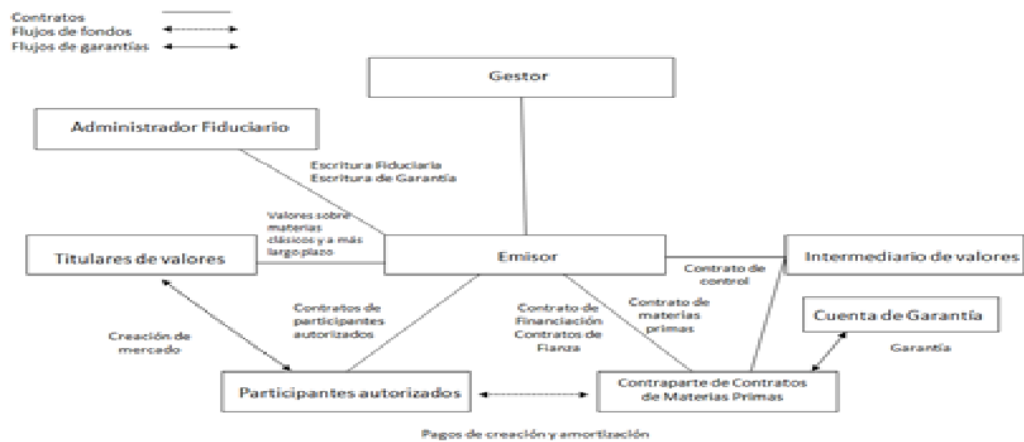 Contratos
Flujos de fondos
Flujos de garantías
Gestor
Administrador Fiduciario
Escritura Fiduciaria
Escritura de Garantía
Valores sobre
materias
clásicos y a más
largo plazo
Titulares de valores
Emisor
Intermediario de valores
Contrato de
control
Contratos de
participantes
autorizados
Contrato de
Financiación
Contratos de
Fianza
Contrato de
materias
primas
Cuenta de Garantía
Creación de
mercado
Garantía
Participantes autorizados
Contraparte de Contratos
de Materias Primas
Pagos de creación y amortización